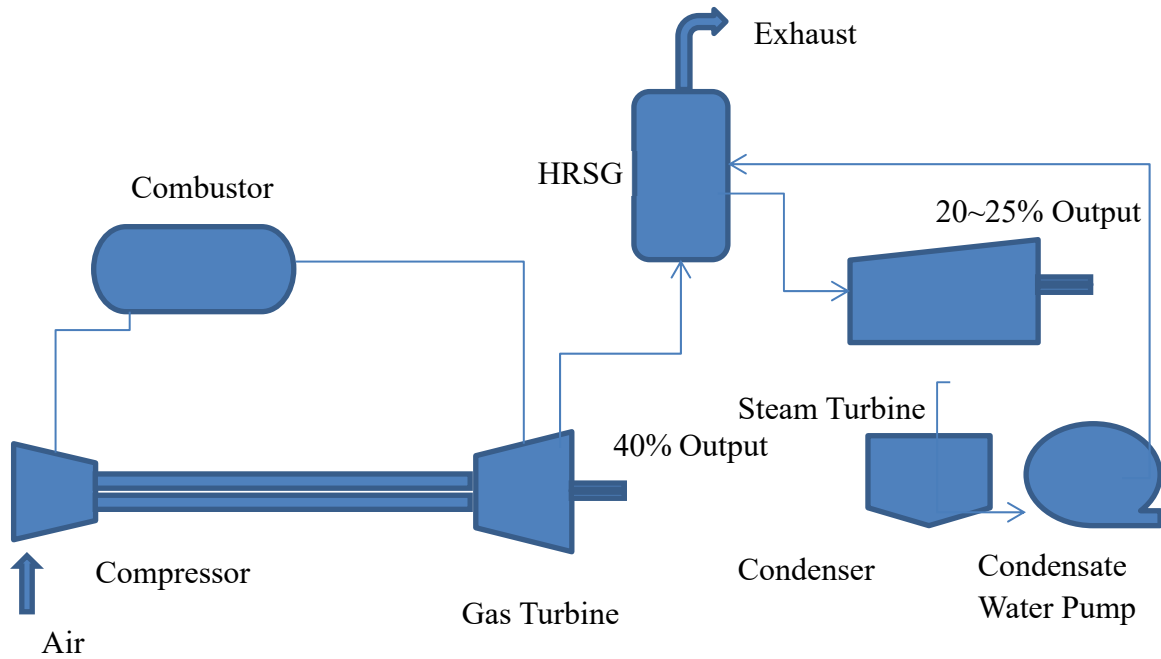 Exhaust
HRSG
Combustor
20~25% Output
Steam Turbine
40% Output
Compressor
Condenser
Condensate
Water Pump
Gas Turbine
Air